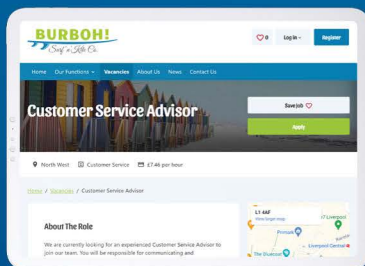 BURBOH!
Surf 'n Skate Co.
0
Log in
Register
Home
Our Functions
Vacancies
About Us
News
Contact Us
Customer Service Advisor
Save job
Apply
North West
Customer Service
£7.46 per hour
Home / Vacancies / Customer Service Advisor
About The Role
We are currently looking for an experienced Customer Service Advisor to
join our team. You will be responsible for communicating and
L1 4AF
View larger map
Liverpool
Primark
Liverpool Central